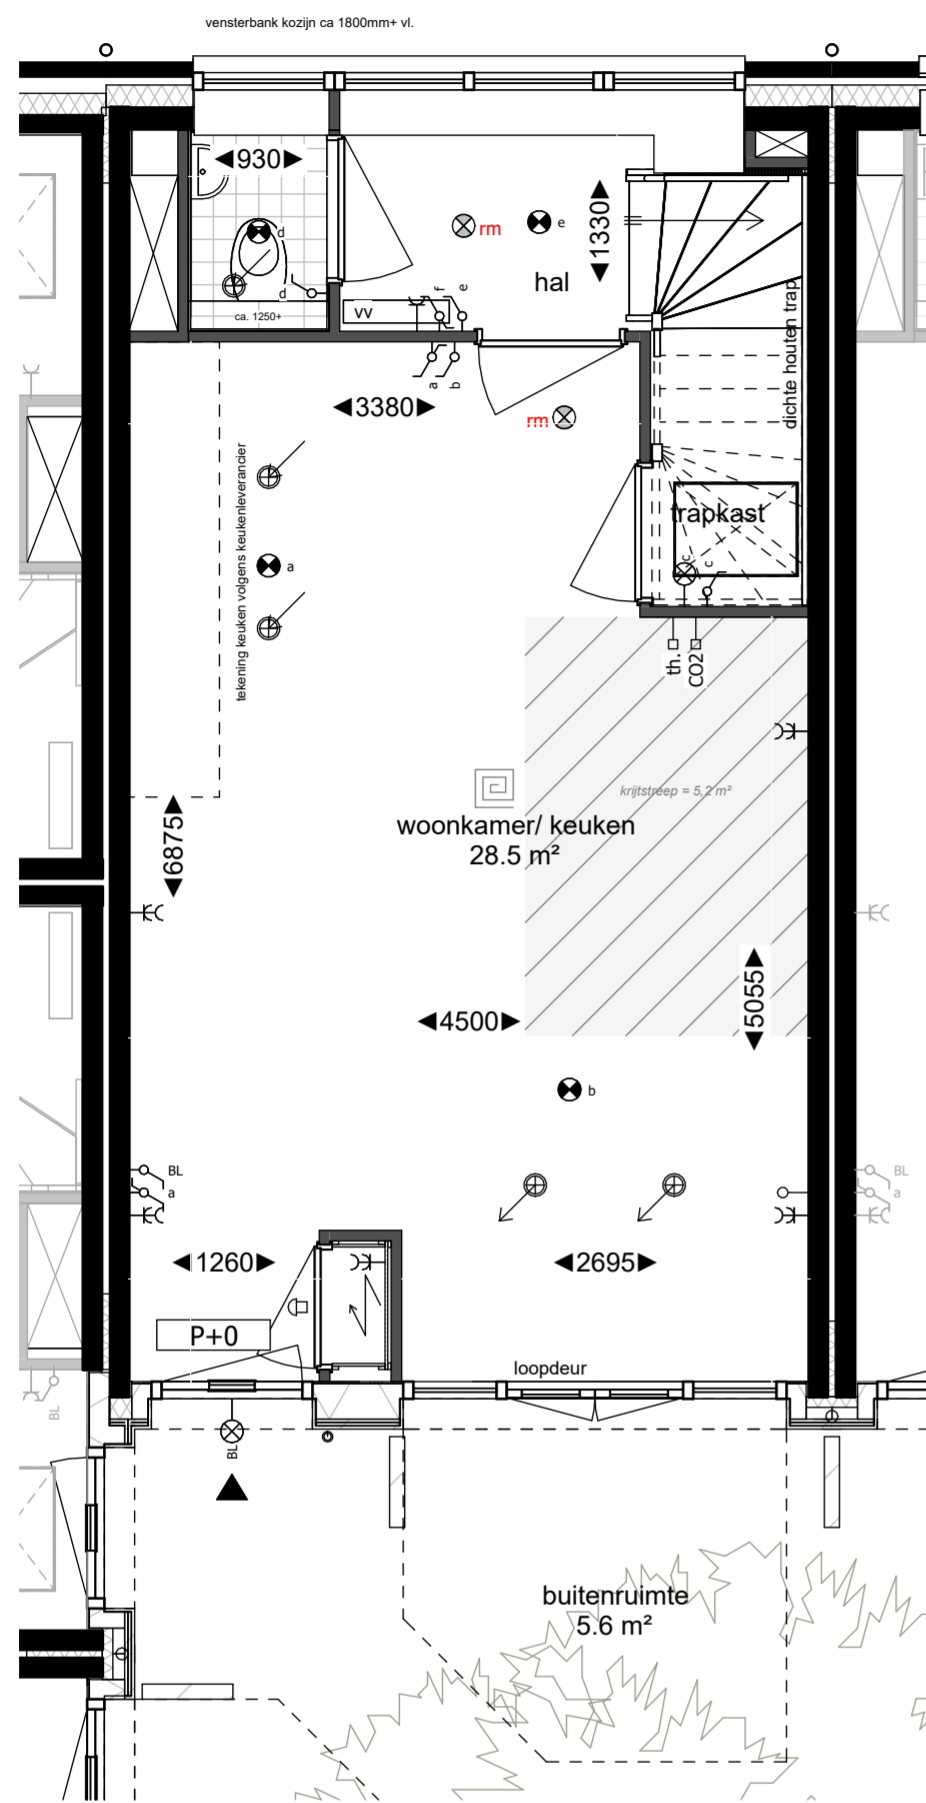 vensterbank kozijn ca 1800mm+ vl.
930
d
rm
e
1330
hal
d
ca. 1250+
vv
f
e
a
b
dichte houten trap
3380
rm
tekening keuken volgens keukenleverancier
a
trapkast
c
c
th.
CO2
krijtstreep = 5,2 m²
woonkamer/ keuken
28.5 m²
6875
5055
4500
b
BL
a
BL
a
1260
2695
P+0
loopdeur
BL
BL
buitenruimte
5.6 m²